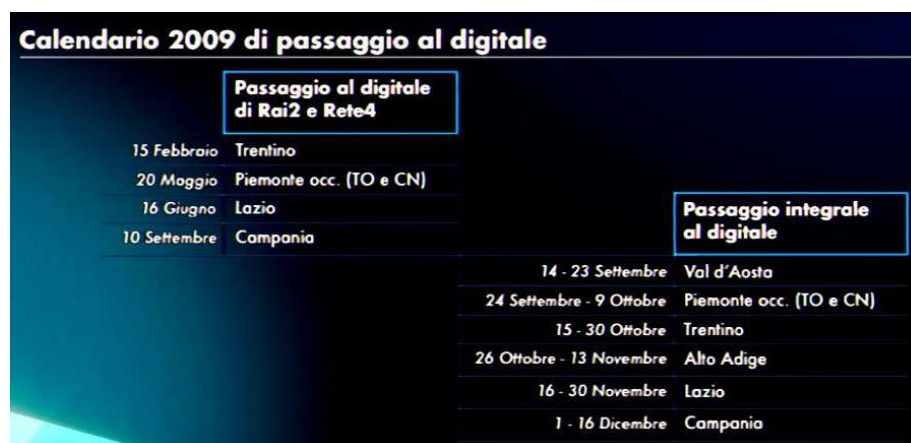 Calendario 2009 di passaggio al digitale
Passaggio al digitale
di Rai2 e Rete4
15 Febbraio Trentino
20 Maggio Piemonte occ. (TO e CN)
16 Giugno Lazio
10 Settembre Campania
Passaggio integrale
al digitale
14 - 23 Settembre Val d'Aosta
24 Settembre - 9 Ottobre Piemonte occ. (TO e CN)
15 - 30 Ottobre Trentino
26 Ottobre - 13 Novembre Alto Adige
16 - 30 Novembre Lazio
1 - 16 Dicembre Campania